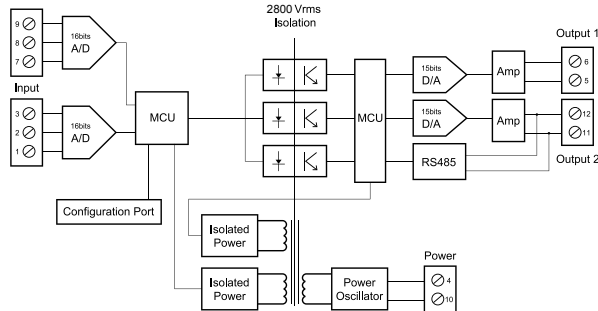 2800 Vrms
Isolation
Output 1
9
8
7
16bits
A/D
Input
3
2
1
16bits
A/D
MCU
Configuration Port
MCU
15bits
D/A
Amp
6
5
15bits
D/A
Amp
12
11
RS485
Output 2
Isolated
Power
Isolated
Power
Power
Oscillator
Power
4
10